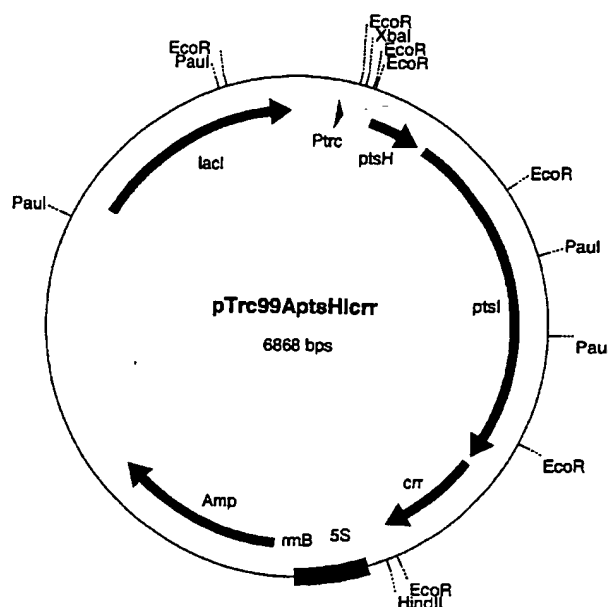 EcoR
XbaI
EcoR
EcoR
EcoR
PauI
Ptrc
ptsH
lacI
EcoR
PauI
PauI
pTrc99AptsHIcrr
6868 bps
ptsI
Pau
EcoR
crr
Amp
rrnB
5S
EcoR
HindII